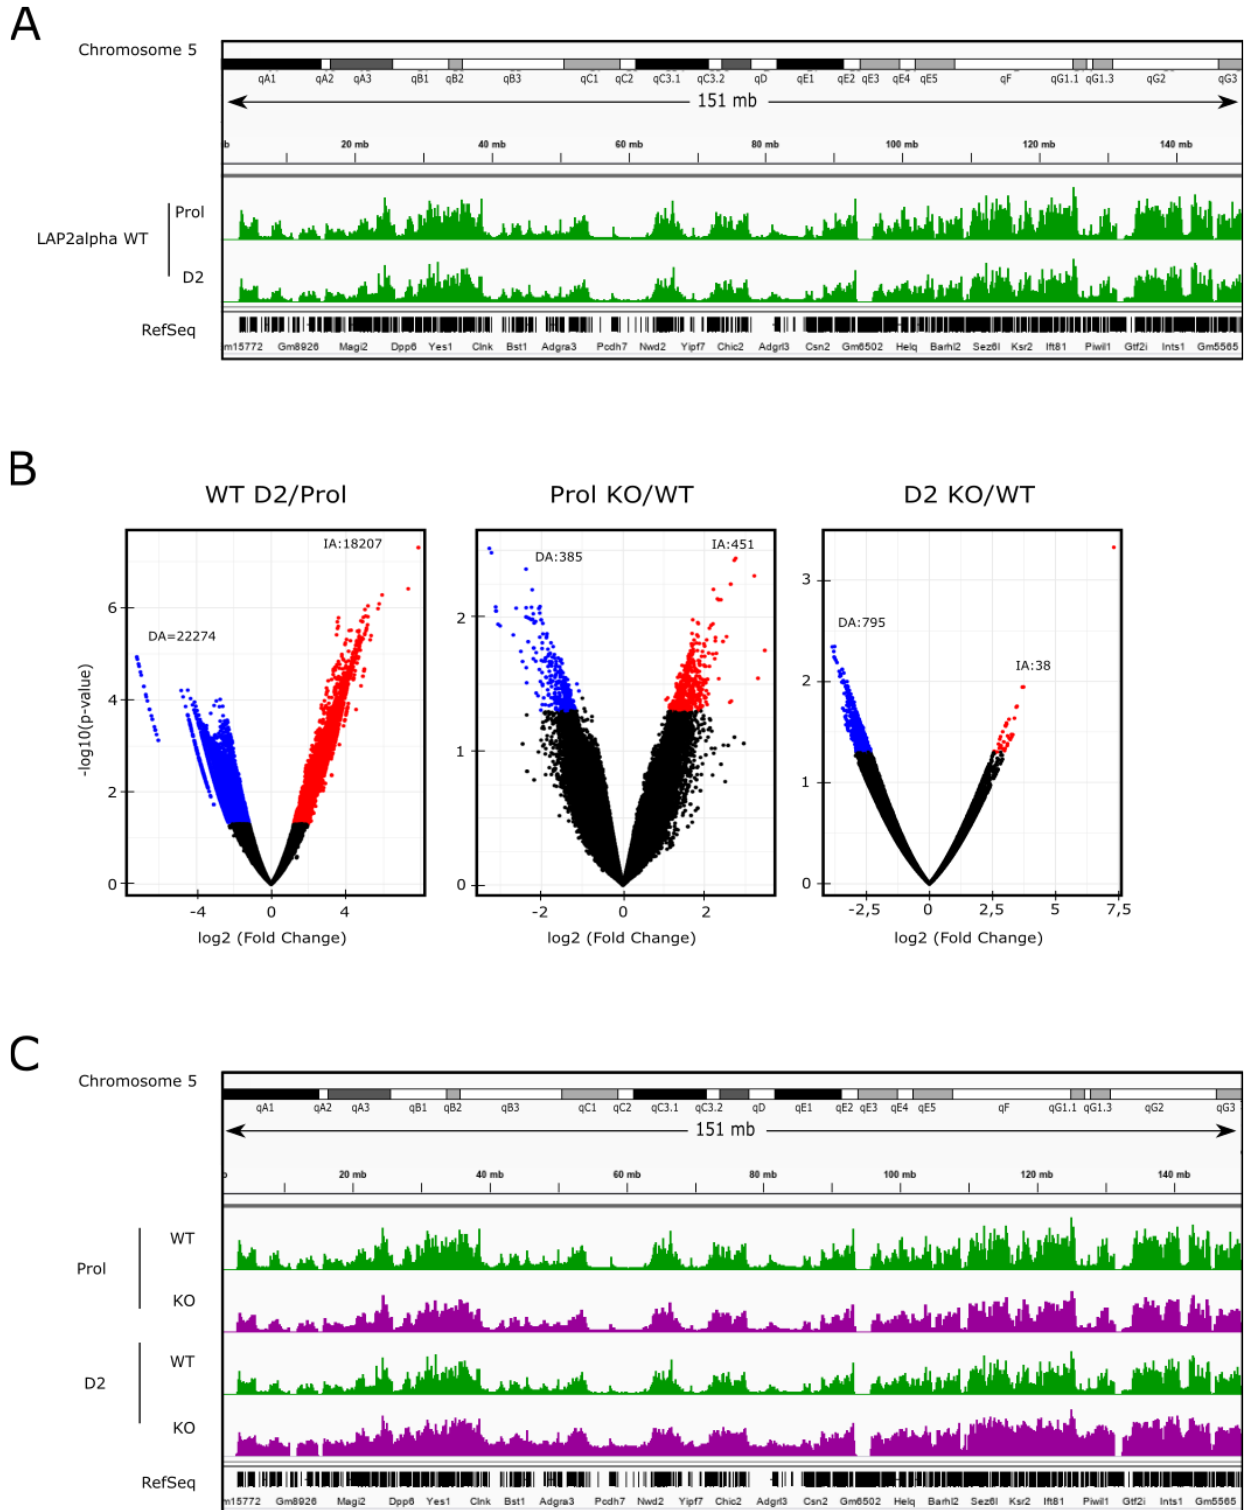 A
Chromosome 5
qA1 qA2 qA3 qB1 qB2 qB3 qC1 qC2 qC3.1 qC3.2 qD qE1 qE2 qE3 qE4 qE5 qF qG1.1 qG1.3 qG2 qG3
151 mb
20 mb 40 mb 60 mb 80 mb 100 mb 120 mb 140 mb
Prol
LAP2alpha WT
D2
RefSeq
m15772 Gm8926 Magi2 Dpp6 Yes1 Clnk Bst1 Adgra3 Pcdh7 Nwd2 Yipf7 Chic2 Adgrl3 Csn2 Gm6502 Helq Barhl2 Sez6l Ksr2 Ift81 Piwil1 Gtf2i Ints1 Gm5565
B
WT D2/Prol Prol KO/WT D2 KO/WT
IA:18207 DA:385 IA:451
DA=22274 DA:795 IA:38
-log10(p-value)
6
4
2
0
2
1
0
3
2
1
0
-4 0 4 -2 0 2 -2,5 0 2,5 5 7,5
log2 (Fold Change) log2 (Fold Change) log2 (Fold Change)
C
Chromosome 5
qA1 qA2 qA3 qB1 qB2 qB3 qC1 qC2 qC3.1 qC3.2 qD qE1 qE2 qE3 qE4 qE5 qF qG1.1 qG1.3 qG2 qG3
151 mb
20 mb 40 mb 60 mb 80 mb 100 mb 120 mb 140 mb
WT
Prol
KO
WT
D2
KO
RefSeq
m15772 Gm8926 Magi2 Dpp6 Yes1 Clnk Bst1 Adgra3 Pcdh7 Nwd2 Yipf7 Chic2 Adgrl3 Csn2 Gm6502 Helq Barhl2 Sez6l Ksr2 Ift81 Piwil1 Gtf2i Ints1 Gm5565